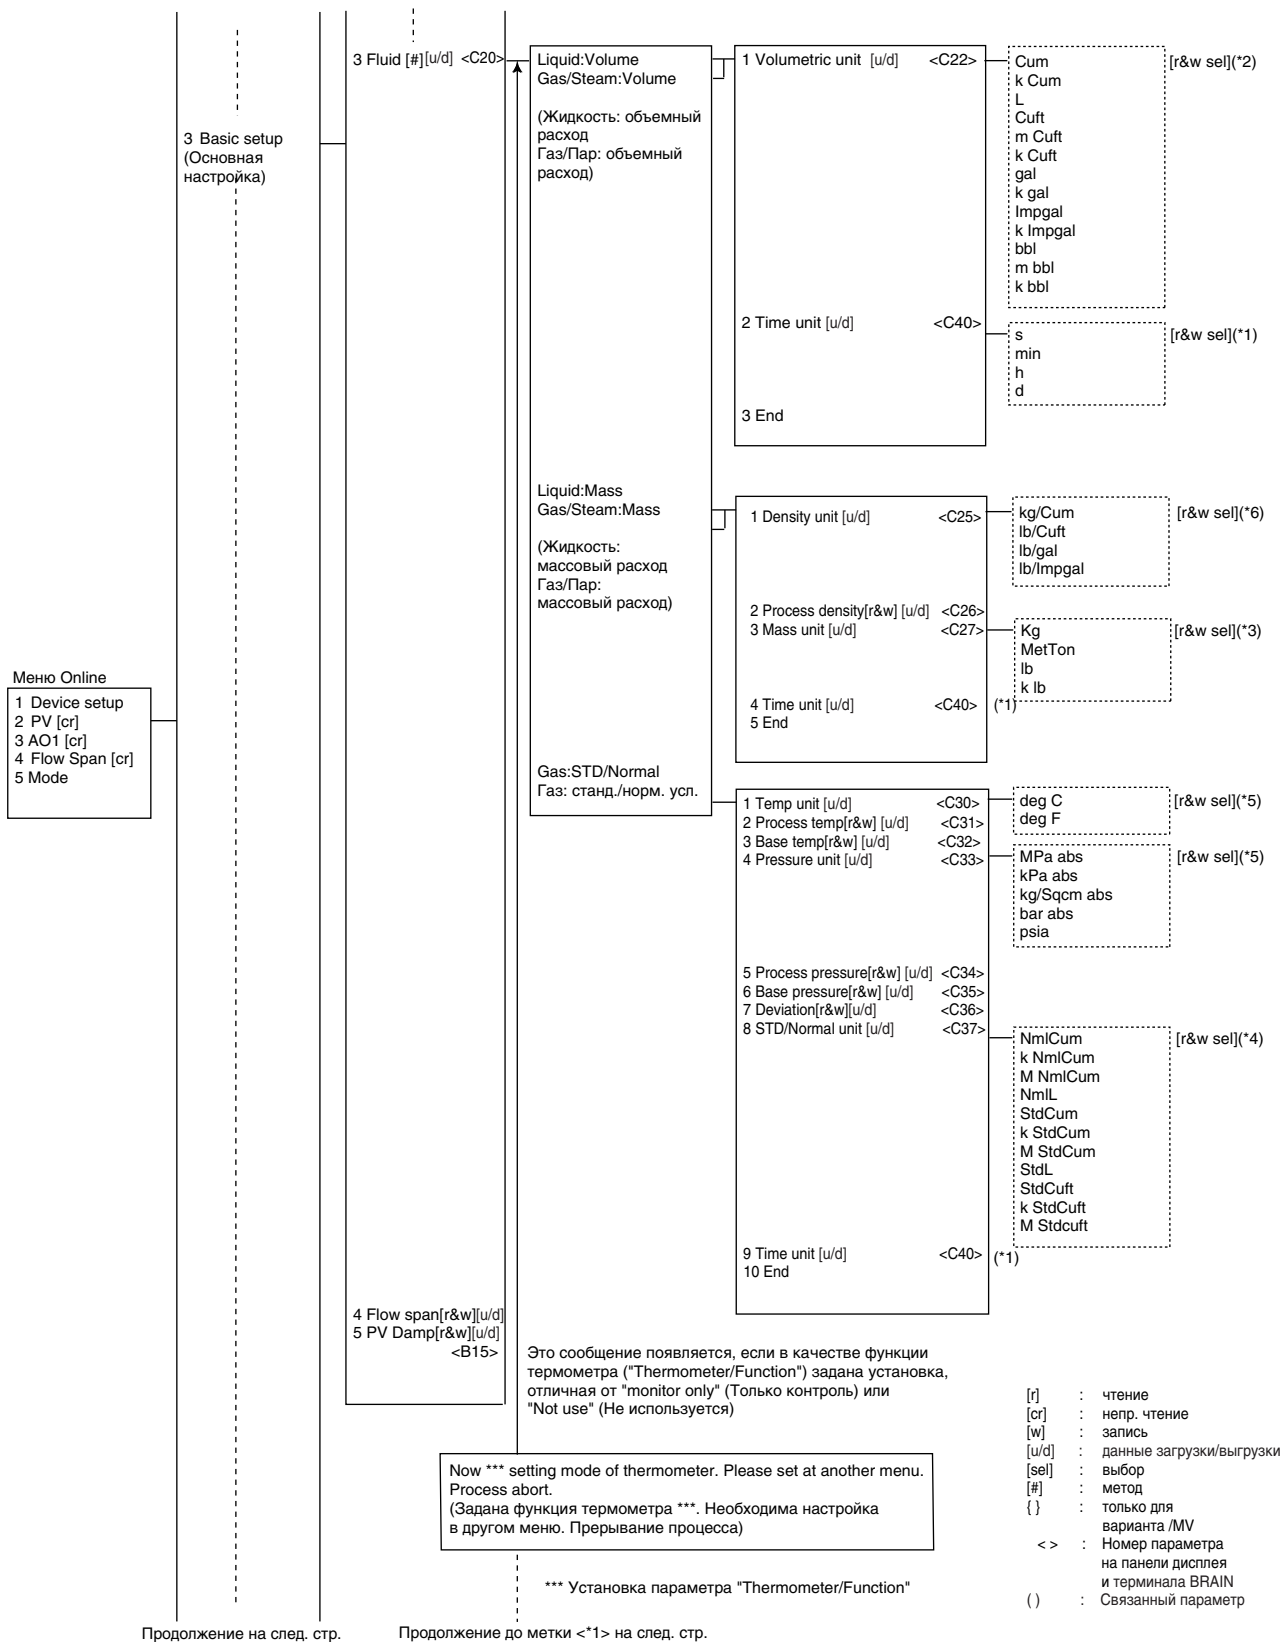 3 Fluid [#][u/d] <C20>
3 Basic setup
(Основная
настройка)
Меню Online
1 Device setup
2 PV [cr]
3 AO1 [cr]
4 Flow Span [cr]
5 Mode
Liquid:Volume
Gas/Steam:Volume
(Жидкость: объемный
расход
Газ/Пар: объемный
расход)
1 Volumetric unit [u/d] <C22>
Cum
k Cum
L
Cuft
m Cuft
k Cuft
gal
k gal
Impgal
k Impgal
bbl
m bbl
k bbl
[r&w sel](*2)
2 Time unit [u/d] <C40>
s
min
h
d
[r&w sel](*1)
3 End
Liquid:Mass
Gas/Steam:Mass
(Жидкость:
массовый расход
Газ/Пар:
массовый расход)
1 Density unit [u/d] <C25>
kg/Cum
lb/Cuft
lb/gal
lb/Impgal
[r&w sel](*6)
2 Process density[r&w] [u/d] <C26>
3 Mass unit [u/d] <C27>
Kg
MetTon
lb
k lb
[r&w sel](*3)
4 Time unit [u/d] <C40> (*1)
5 End
Gas:STD/Normal
Газ: станд./норм. усл.
1 Temp unit [u/d] <C30>
deg C
deg F
[r&w sel](*5)
2 Process temp[r&w] [u/d] <C31>
3 Base temp[r&w] [u/d] <C32>
4 Pressure unit [u/d] <C33>
MPa abs
kPa abs
kg/Sqcm abs
bar abs
psia
[r&w sel](*5)
5 Process pressure[r&w] [u/d] <C34>
6 Base pressure[r&w] [u/d] <C35>
7 Deviation[r&w][u/d] <C36>
8 STD/Normal unit [u/d] <C37>
NmlCum
k NmlCum
M NmlCum
NmlL
StdCum
k StdCum
M StdCum
StdL
StdCuft
k StdCuft
M Stdcuft
[r&w sel](*4)
9 Time unit [u/d] <C40> (*1)
10 End
4 Flow span[r&w][u/d]
5 PV Damp[r&w][u/d]
<B15>
Это сообщение появляется, если в качестве функции
термометра ("Thermometer/Function") задана установка,
отличная от "monitor only" (Только контроль) или
"Not use" (Не используется)
Now *** setting mode of thermometer. Please set at another menu.
Process abort.
(Задана функция термометра ***. Необходима настройка
в другом меню. Прерывание процесса)
*** Установка параметра "Thermometer/Function"
[r] : чтение
[cr] : непр. чтение
[w] : запись
[u/d] : данные загрузки/выгрузки
[sel] : выбор
[#] : метод
{ } : только для
варианта /MV
< > : Номер параметра
на панели дисплея
и терминала BRAIN
( ) : Связанный параметр
Продолжение на след. стр.
Продолжение до метки <*1> на след. стр.